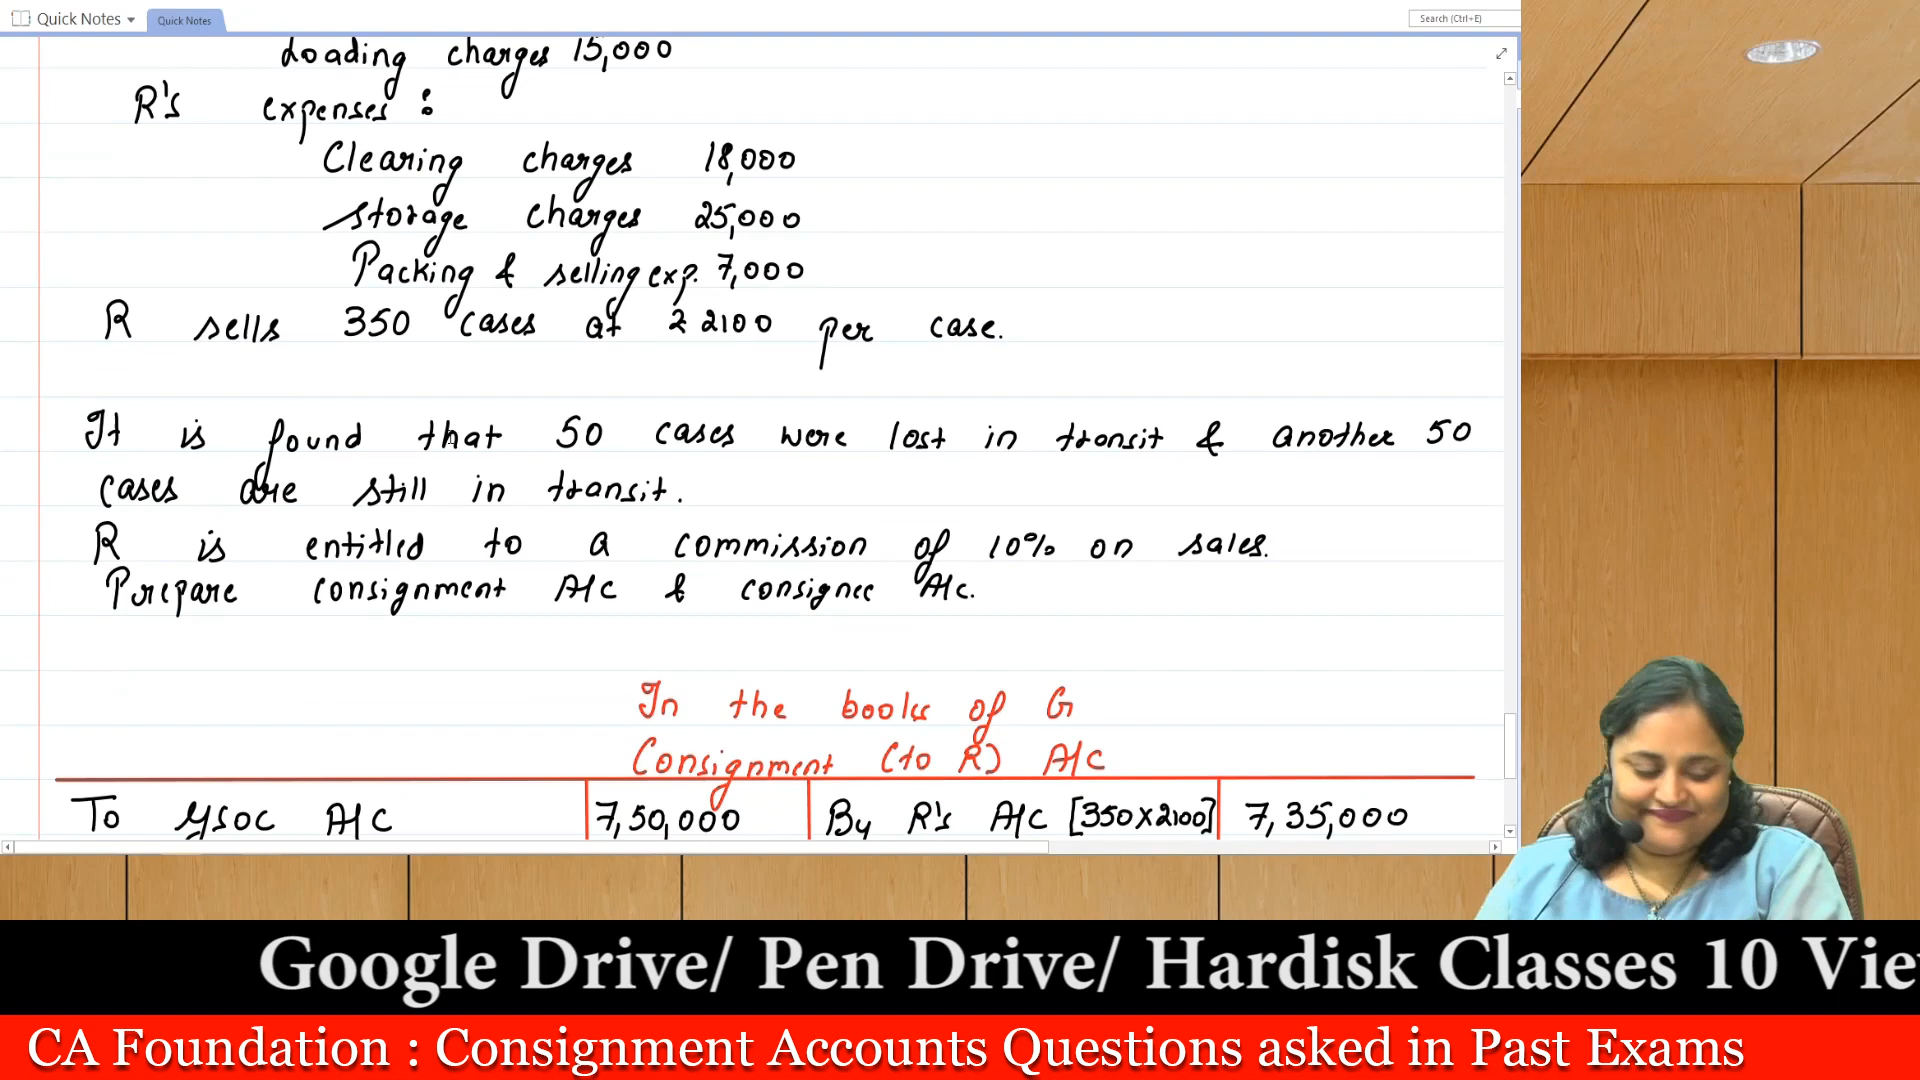 Quick Notes
Quick Notes
Search (Ctrl+E)
Loading charges 15,000
R's expenses :
Clearing charges 18,000
Storage charges 25,000
Packing & selling exp. 7,000
R sells 350 cases at ₹ 2100 per case.
It is found that 50 cases were lost in transit & another 50
cases are still in transit.
R is entitled to a commission of 10% on sales.
Prepare consignment A/c & consignee A/c.
In the books of G
Consignment (to R) A/C
To GSOC A/C 7,50,000 By R's A/C [350×2100] 7,35,000
Google Drive/ Pen Drive/ Hardisk Classes 10 Vie
CA Foundation : Consignment Accounts Questions asked in Past Exams